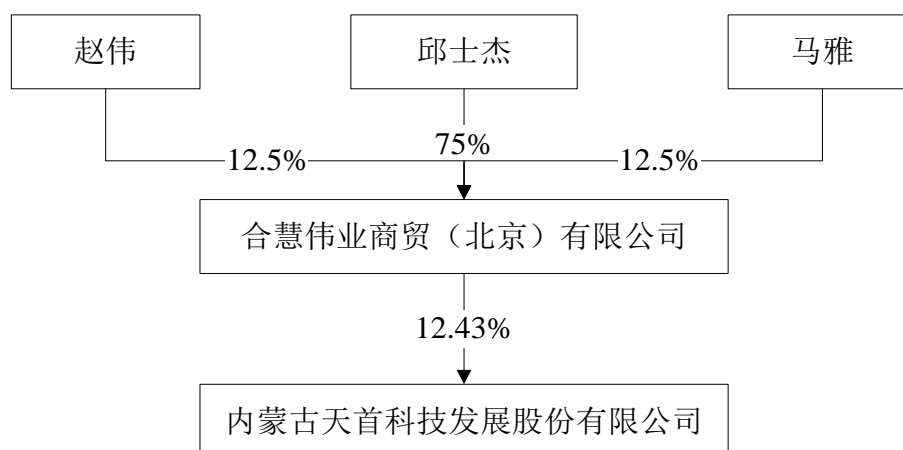 赵伟
邱士杰
马雅
12.5%
75%
12.5%
合慧伟业商贸（北京）有限公司
12.43%
内蒙古天首科技发展股份有限公司